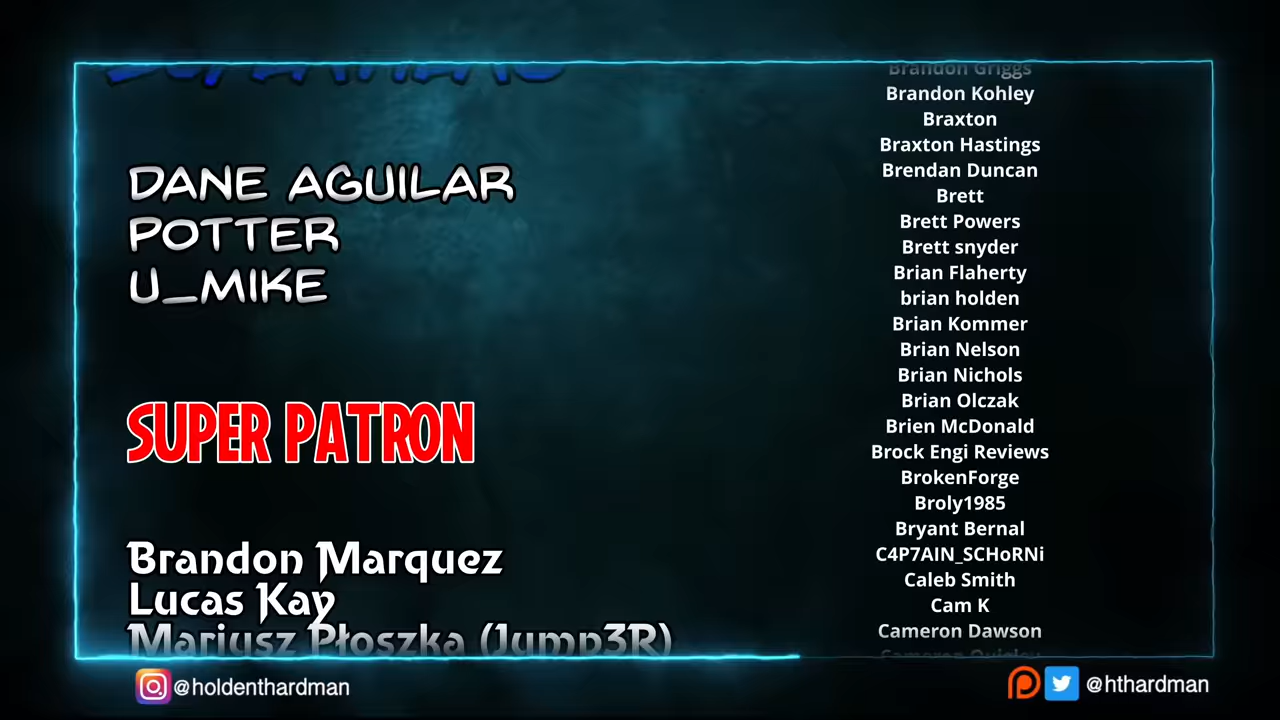 DANE AGUILAR
POTTER
U_MIKE
SUPER PATRON
Brandon Marquez
Lucas Kay
Mariusz Płoszka (Jump3R)
Brandon Griggs
Brandon Kohley
Braxton
Braxton Hastings
Brendan Duncan
Brett
Brett Powers
Brett snyder
Brian Flaherty
brian holden
Brian Kommer
Brian Nelson
Brian Nichols
Brian Olczak
Brien McDonald
Brock Engi Reviews
BrokenForge
Broly1985
Bryant Bernal
C4P7AIN_SCHoRNi
Caleb Smith
Cam K
Cameron Dawson
Cameron Quigley
@holdenthardman
@hthardman